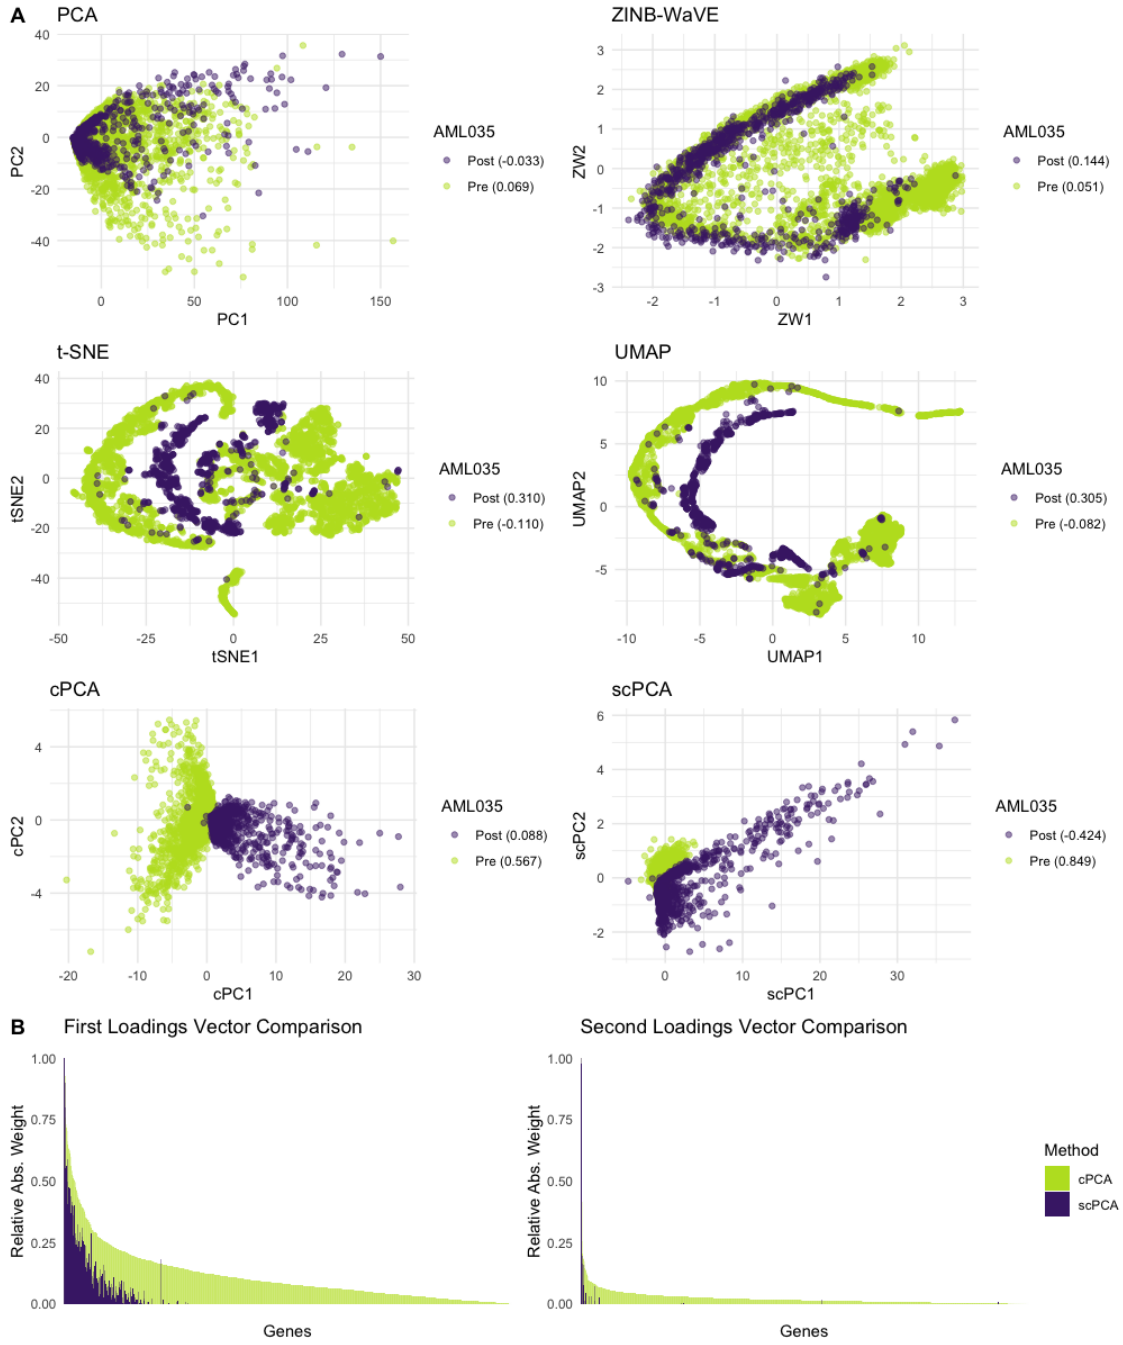 A
PCA
40
20
0
-20
-40
PC2
0
50
100
150
PC1
AML035
Post (-0.033)
Pre (0.069)
ZINB-WaVE
3
2
1
0
-1
-2
-3
ZW2
-2
-1
0
1
2
3
ZW1
AML035
Post (0.144)
Pre (0.051)
t-SNE
40
20
0
-20
-40
tSNE2
-50
-25
0
25
50
tSNE1
AML035
Post (0.310)
Pre (-0.110)
UMAP
10
5
0
-5
UMAP2
-10
-5
0
5
10
UMAP1
AML035
Post (0.305)
Pre (-0.082)
cPCA
4
0
-4
cPC2
-20
-10
0
10
20
30
cPC1
AML035
Post (0.088)
Pre (0.567)
scPCA
6
4
2
0
-2
scPC2
0
10
20
30
scPC1
AML035
Post (-0.424)
Pre (0.849)
B
First Loadings Vector Comparison
1.00
0.75
0.50
0.25
0.00
Relative Abs. Weight
Genes
Second Loadings Vector Comparison
1.00
0.75
0.50
0.25
0.00
Relative Abs. Weight
Genes
Method
cPCA
scPCA